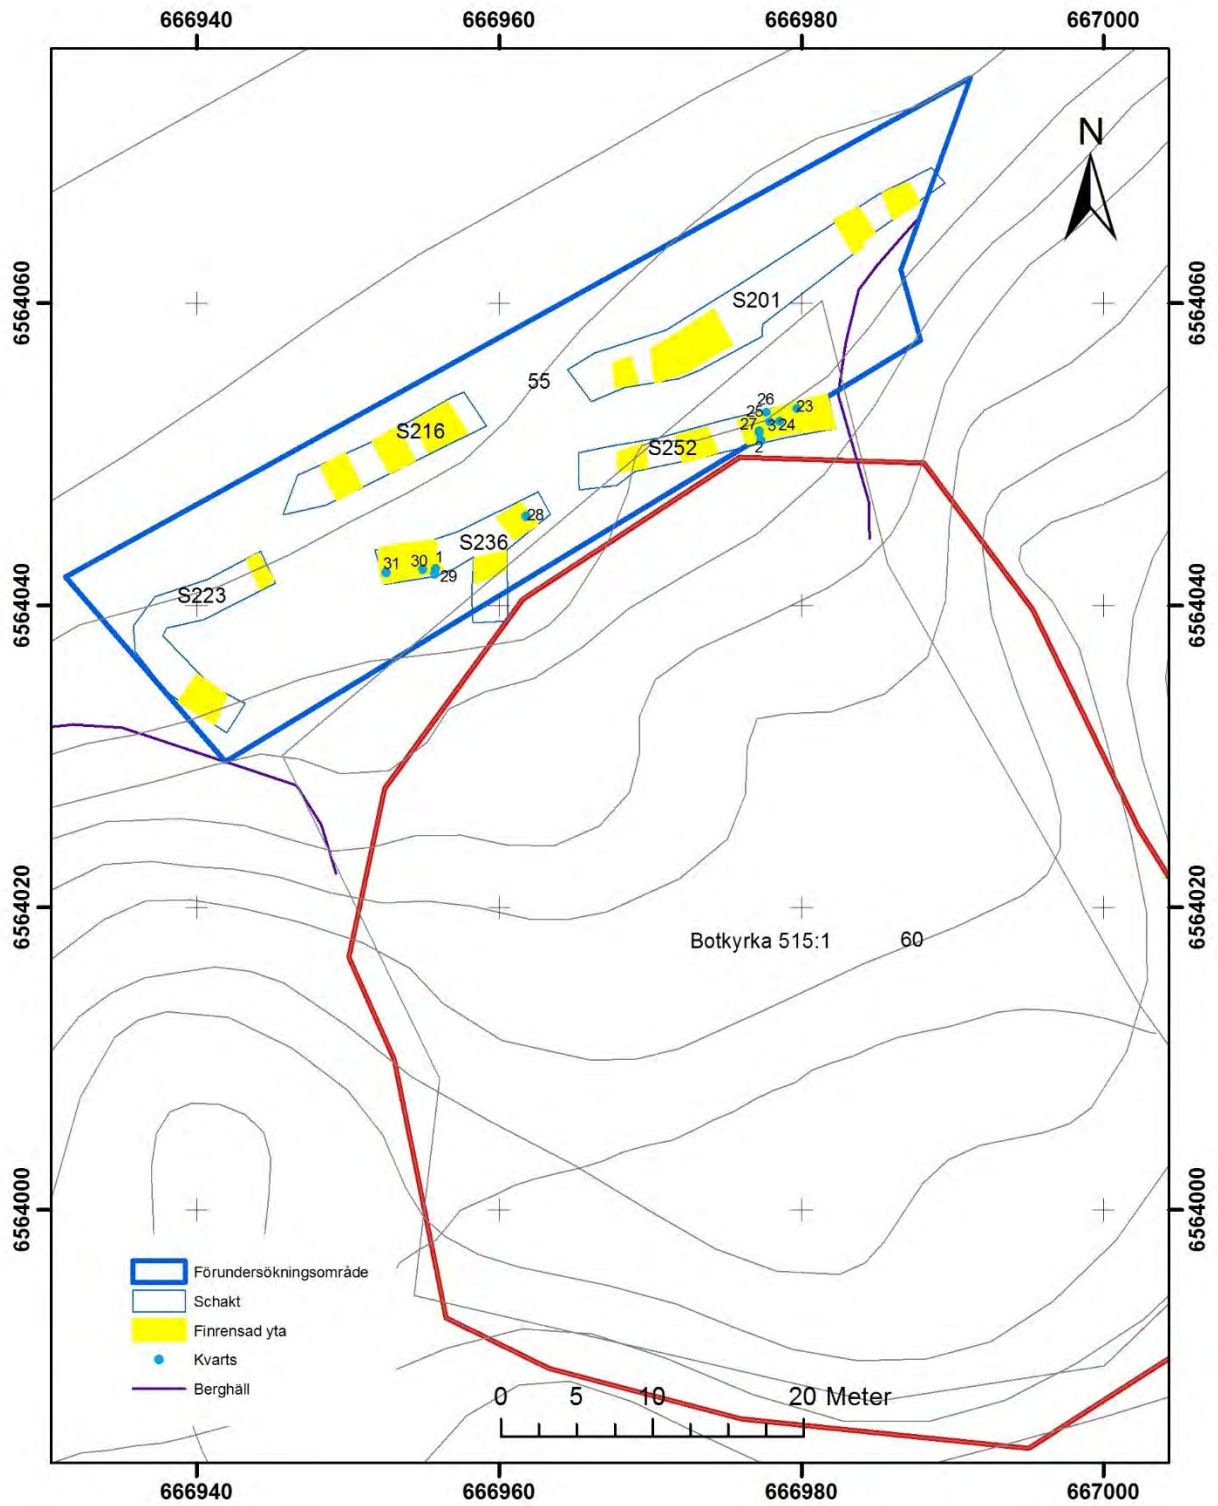 666940 666960 666980 667000
N
6564060 6564060
S201
55
S216
26
25 23
27 3 24
2
S252
28
S236
31 30 1
29
S223
6564040 6564040
6564020 6564020
Botkyrka 515:1 60
6564000 6564000
Förundersökningsområde
Schakt
Finrensad yta
Kvarts
Berghäll
0 5 10 20 Meter
666940 666960 666980 667000